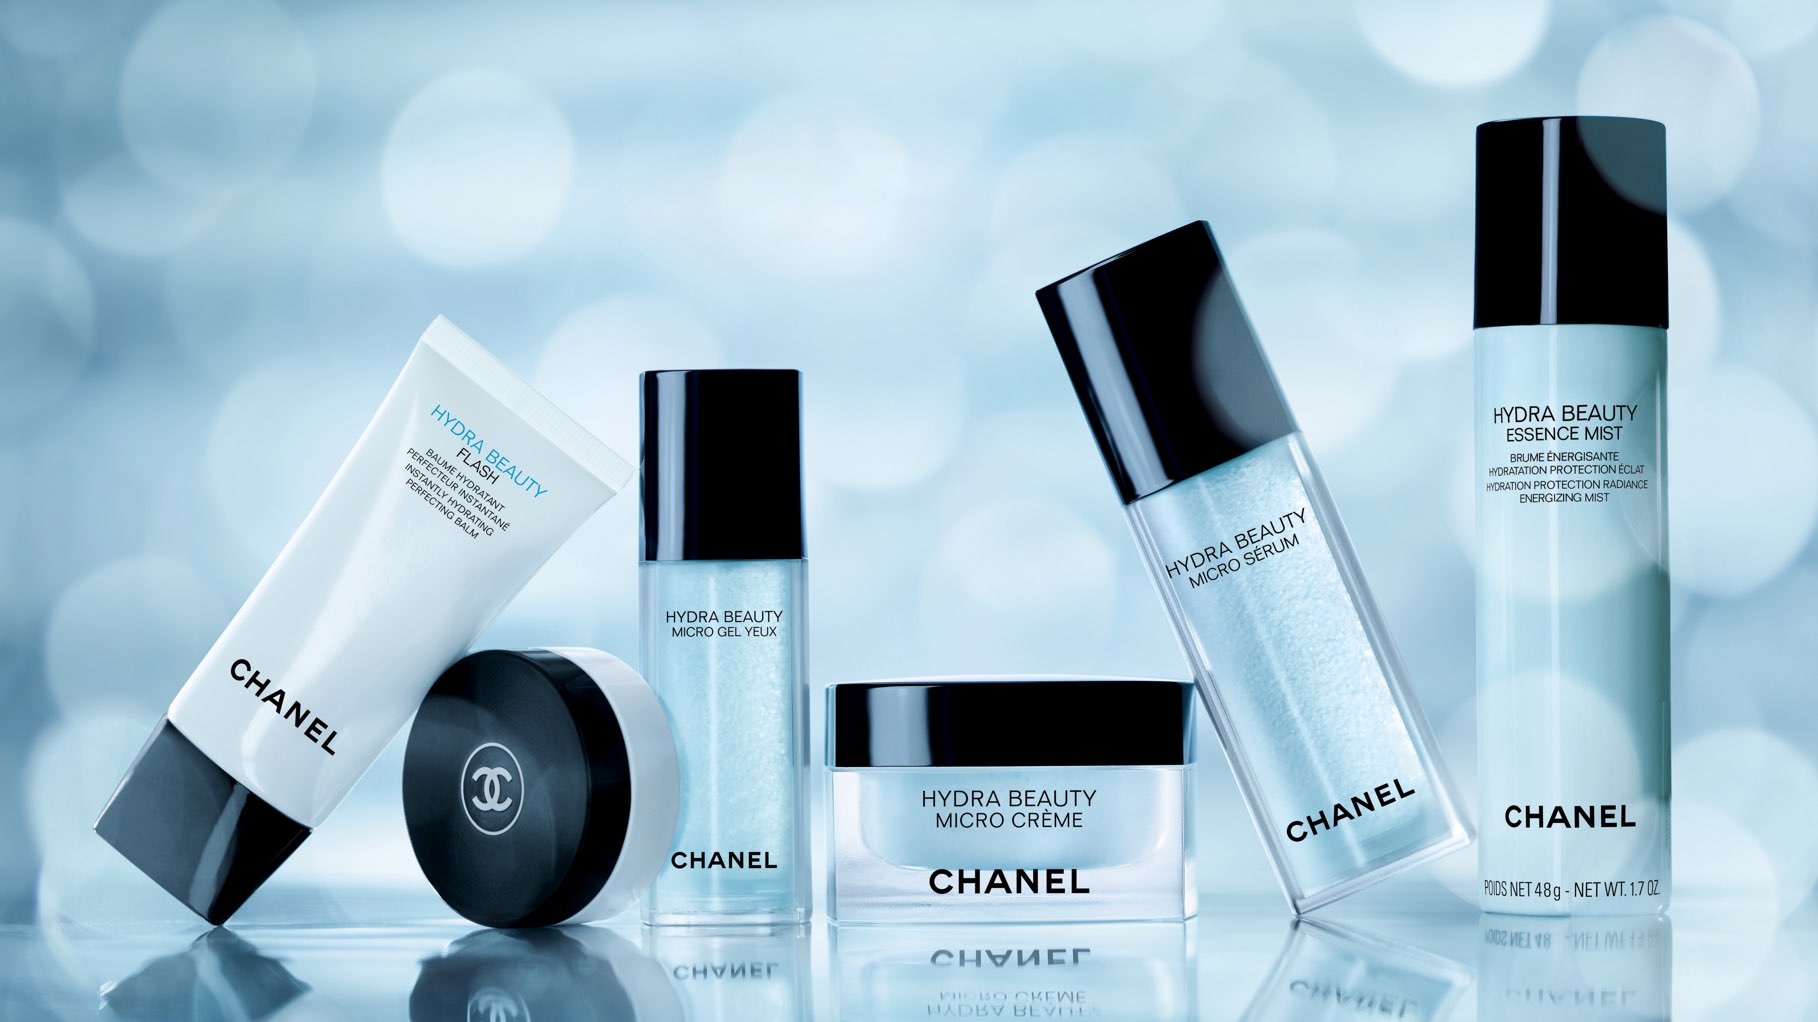 HYDRA BEAUTY
FLASH
BAUME HYDRATANT
PERFECTEUR INSTANTANÉ
INSTANTLY HYDRATING
PERFECTING BALM
CHANEL
HYDRA BEAUTY
MICRO GEL YEUX
CHANEL
HYDRA BEAUTY
MICRO CRÈME
CHANEL
HYDRA BEAUTY
MICRO SÉRUM
CHANEL
HYDRA BEAUTY
ESSENCE MIST
BRUME ÉNERGISANTE
HYDRATATION PROTECTION ÉCLAT
HYDRATION PROTECTION RADIANCE
ENERGIZING MIST
CHANEL
POIDS NET 48 g - NET WT. 1.7 OZ.